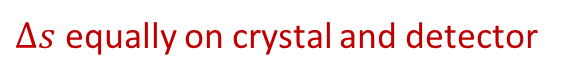 Δs equally on crystal and detector